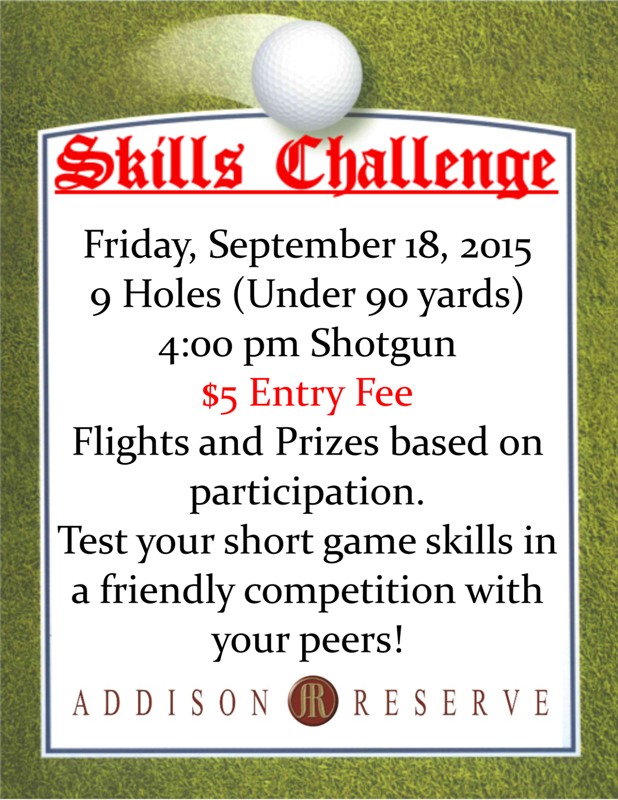 Skills Challenge
Friday, September 18, 2015
9 Holes (Under 90 yards)
4:00 pm Shotgun
$5 Entry Fee
Flights and Prizes based on
participation.
Test your short game skills in
a friendly competition with
your peers!
ADDISON AR RESERVE